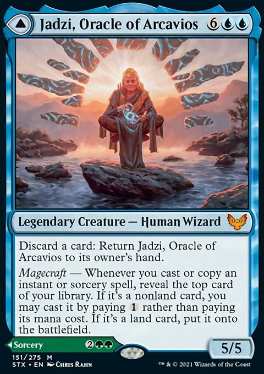 Jadzi, Oracle of Arcavios 6
Legendary Creature — Human Wizard
Discard a card: Return Jadzi, Oracle of
Arcavios to its owner's hand.
Magecraft — Whenever you cast or copy an
instant or sorcery spell, reveal the top card
of your library. If it's a nonland card, you
may cast it by paying 1 rather than paying
its mana cost. If it's a land card, put it onto
the battlefield.
Sorcery 2
5/5
151/275 M
STX • EN Chris Rahn
™ & © 2021 Wizards of the Coast